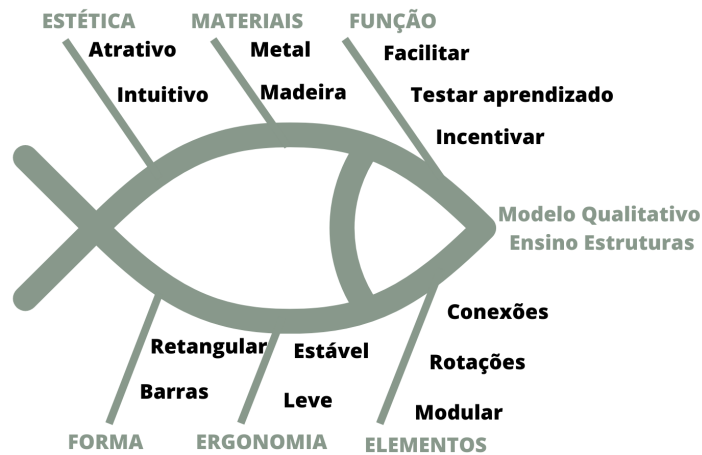 ESTÉTICA
Atrativo
Intuitivo
MATERIAIS
Metal
Madeira
FUNÇÃO
Facilitar
Testar aprendizado
Incentivar
Modelo Qualitativo
Ensino Estruturas
Retangular
Barras
FORMA
Estável
Leve
ERGONOMIA
Conexões
Rotações
Modular
ELEMENTOS